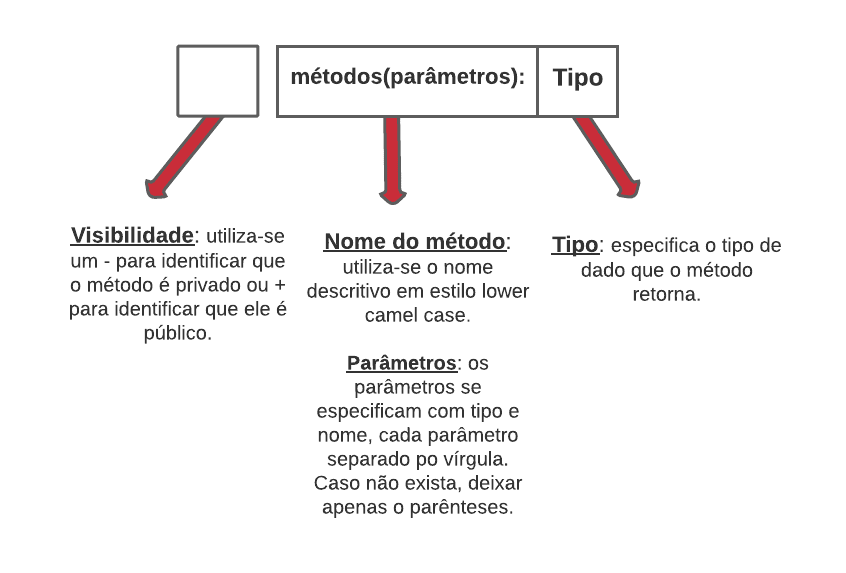 métodos(parâmetros):
Tipo
Visibilidade: utiliza-se
um - para identificar que
o método é privado ou +
para identificar que ele é
público.
Nome do método:
utiliza-se o nome
descritivo em estilo lower
camel case.
Parâmetros: os
parâmetros se
especificam com tipo e
nome, cada parâmetro
separado po vírgula.
Caso não exista, deixar
apenas o parênteses.
Tipo: especifica o tipo de
dado que o método
retorna.